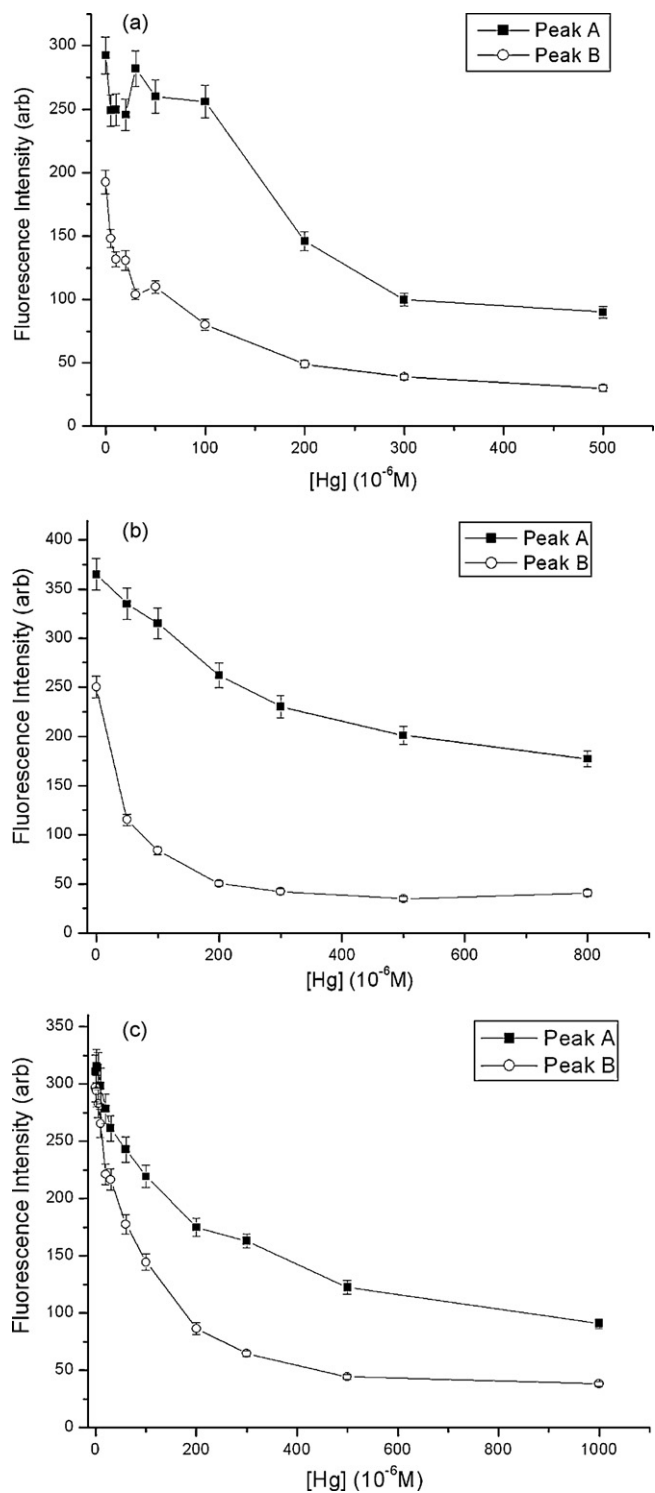 (a)
Peak A
Peak B
300
250
200
150
100
50
0
Fluorescence Intensity (arb)
0 100 200 300 400 500
[Hg] (10⁻⁶M)
(b)
Peak A
Peak B
400
350
300
250
200
150
100
50
0
Fluorescence Intensity (arb)
0 200 400 600 800
[Hg] (10⁻⁶M)
(c)
Peak A
Peak B
350
300
250
200
150
100
50
0
Fluorescence Intensity (arb)
0 200 400 600 800 1000
[Hg] (10⁻⁶M)